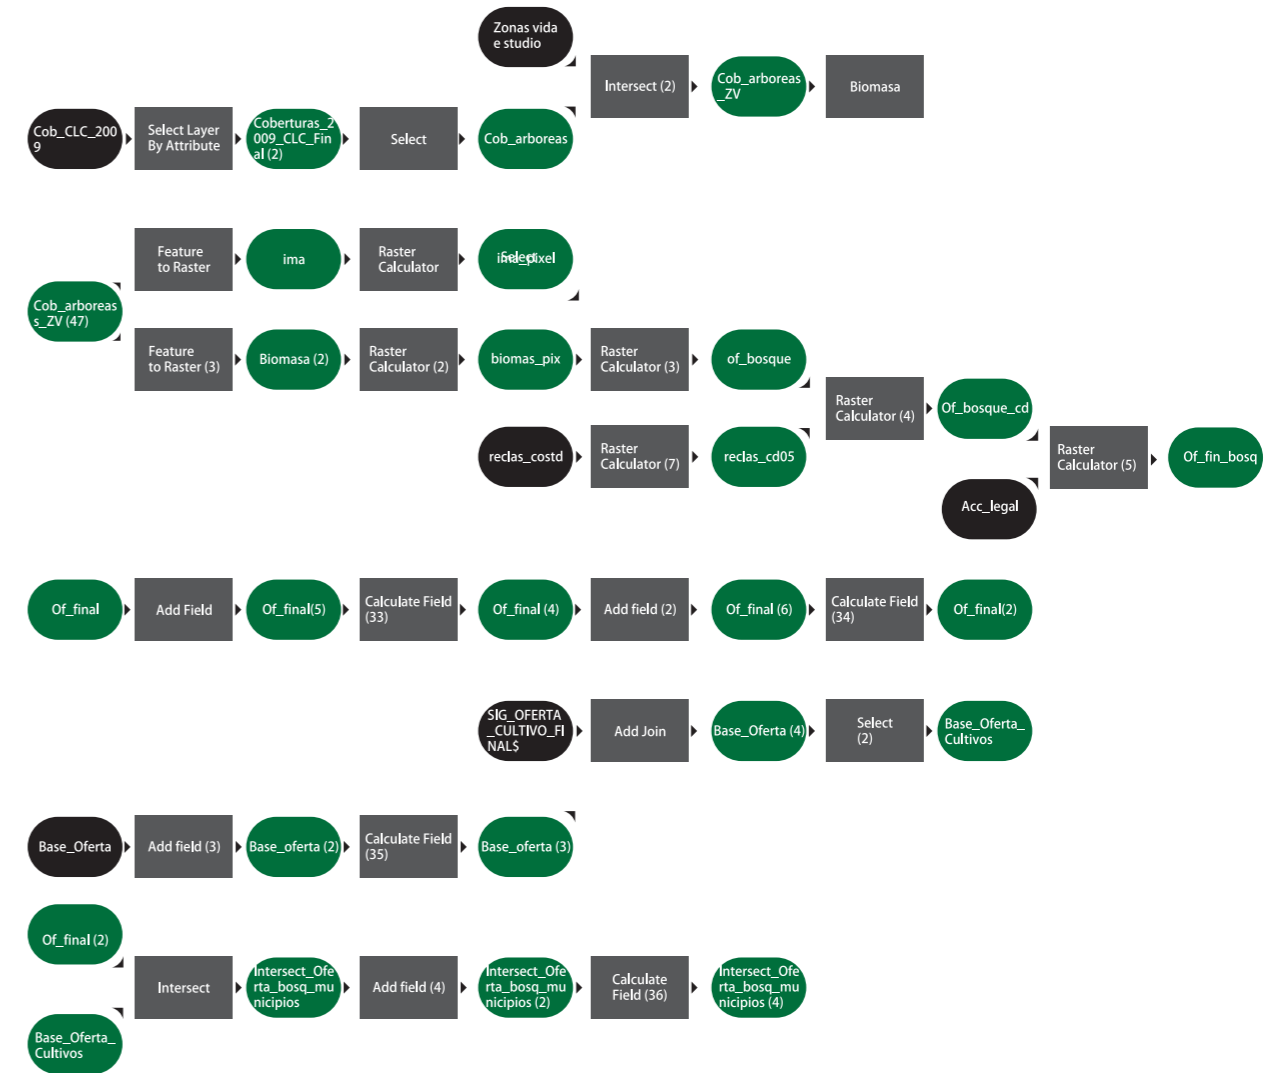 Zonas vida
e studio
Intersect (2)
Cob_arboreas
_ZV
Biomasa
Cob_CLC_200
9
Select Layer
By Attribute
Coberturas_2
009_CLC_Fin
al (2)
Select
Cob_arboreas
Feature
to Raster
ima
Raster
Calculator
ima_pixel
Select
Cob_arboreas
s_ZV (47)
Feature
to Raster (3)
Biomasa (2)
Raster
Calculator (2)
biomas_pix
Raster
Calculator (3)
of_bosque
reclas_costd
Raster
Calculator (7)
reclas_cd05
Raster
Calculator (4)
Of_bosque_cd
Acc_legal
Raster
Calculator (5)
Of_fin_bosq
Of_final
Add Field
Of_final(5)
Calculate Field
(33)
Of_final (4)
Add field (2)
Of_final (6)
Calculate Field
(34)
Of_final(2)
SIG_OFERTA
_CULTIVO_FI
NAL$
Add Join
Base_Oferta (4)
Select
(2)
Base_Oferta_
Cultivos
Base_Oferta
Add field (3)
Base_oferta (2)
Calculate Field
(35)
Base_oferta (3)
Of_final (2)
Base_Oferta_
Cultivos
Intersect
Intersect_Ofe
rta_bosq_mu
nicipios
Add field (4)
Intersect_Ofe
rta_bosq_mu
nicipios (2)
Calculate
Field (36)
Intersect_Ofe
rta_bosq_mu
nicipios (4)